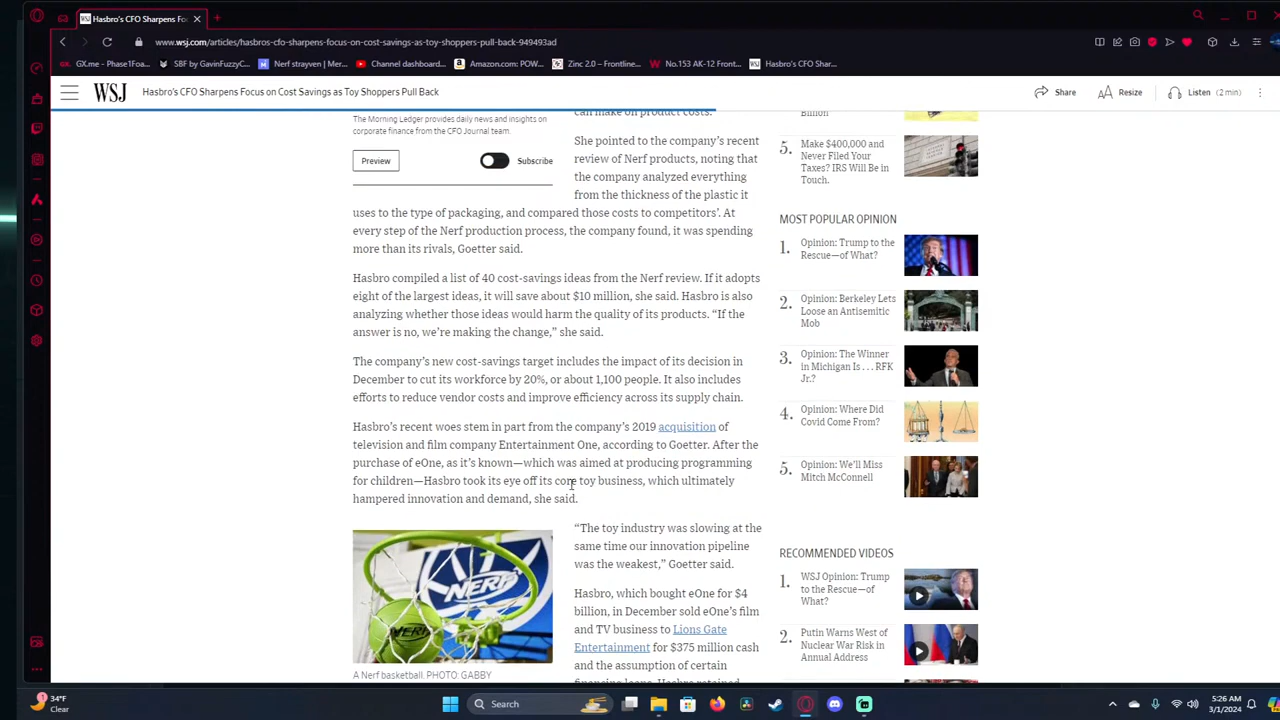 Hasbro's CFO Sharpens Fo
www.wsj.com/articles/hasbros-cfo-sharpens-focus-on-cost-savings-as-toy-shoppers-pull-back-949493ad
GX.me - Phase1Foa...
SBF by GavinFuzzyC...
Nerf strayven | Mer...
Channel dashboard...
Amazon.com: POW...
Zinc 2.0 – Frontline...
No.153 AK-12 Front...
Hasbro's CFO Shar...
WSJ
Hasbro's CFO Sharpens Focus on Cost Savings as Toy Shoppers Pull Back
Share
AA Resize
Listen (2 min)
The Morning Ledger provides daily news and insights on
corporate finance from the CFO Journal team.
Preview
Subscribe
can make on product costs.
She pointed to the company's recent
review of Nerf products, noting that
the company analyzed everything
from the thickness of the plastic it
uses to the type of packaging, and compared those costs to competitors'. At
every step of the Nerf production process, the company found, it was spending
more than its rivals, Goetter said.
Hasbro compiled a list of 40 cost-savings ideas from the Nerf review. If it adopts
eight of the largest ideas, it will save about $10 million, she said. Hasbro is also
analyzing whether those ideas would harm the quality of its products. “If the
answer is no, we're making the change,” she said.
The company's new cost-savings target includes the impact of its decision in
December to cut its workforce by 20%, or about 1,100 people. It also includes
efforts to reduce vendor costs and improve efficiency across its supply chain.
Hasbro's recent woes stem in part from the company's 2019 acquisition of
television and film company Entertainment One, according to Goetter. After the
purchase of eOne, as it's known—which was aimed at producing programming
for children—Hasbro took its eye off its core toy business, which ultimately
hampered innovation and demand, she said.
NERF
A Nerf basketball. PHOTO: GABBY
“The toy industry was slowing at the
same time our innovation pipeline
was the weakest,” Goetter said.
Hasbro, which bought eOne for $4
billion, in December sold eOne's film
and TV business to Lions Gate
Entertainment for $375 million cash
and the assumption of certain
financing loans. Hasbro retained
Billion
5.
Make $400,000 and
Never Filed Your
Taxes? IRS Will Be in
Touch.
MOST POPULAR OPINION
1.
Opinion: Trump to the
Rescue—of What?
2.
Opinion: Berkeley Lets
Loose an Antisemitic
Mob
3.
Opinion: The Winner
in Michigan Is . . . RFK
Jr.?
4.
Opinion: Where Did
Covid Come From?
5.
Opinion: We'll Miss
Mitch McConnell
RECOMMENDED VIDEOS
1.
WSJ Opinion: Trump
to the Rescue—of
What?
2.
Putin Warns West of
Nuclear War Risk in
Annual Address
34°F
Clear
Search
5:26 AM
3/1/2024